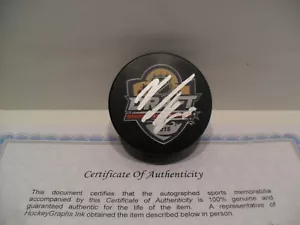 DRAFT
Certificate Of Authenticity
This document certifies that the autographed sports memorabilia
accompanied by this Certificate of Authenticity is 100% genuine and
guaranteed authentic for the life of the item. A representative of
HockeyGraphs Ink obtained the item described below in person.